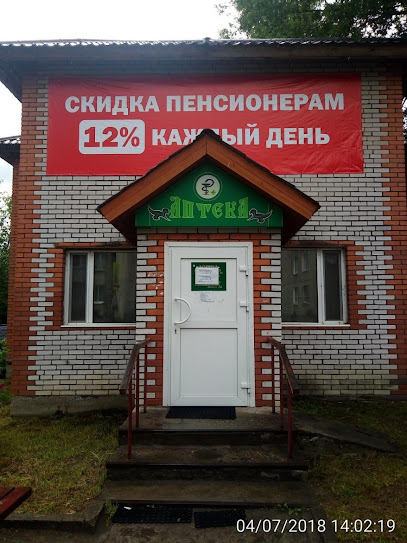 СКИДКА ПЕНСИОНЕРАМ
12% КАЖДЫЙ ДЕНЬ
АПТЕКА
04/07/2018 14:02:19